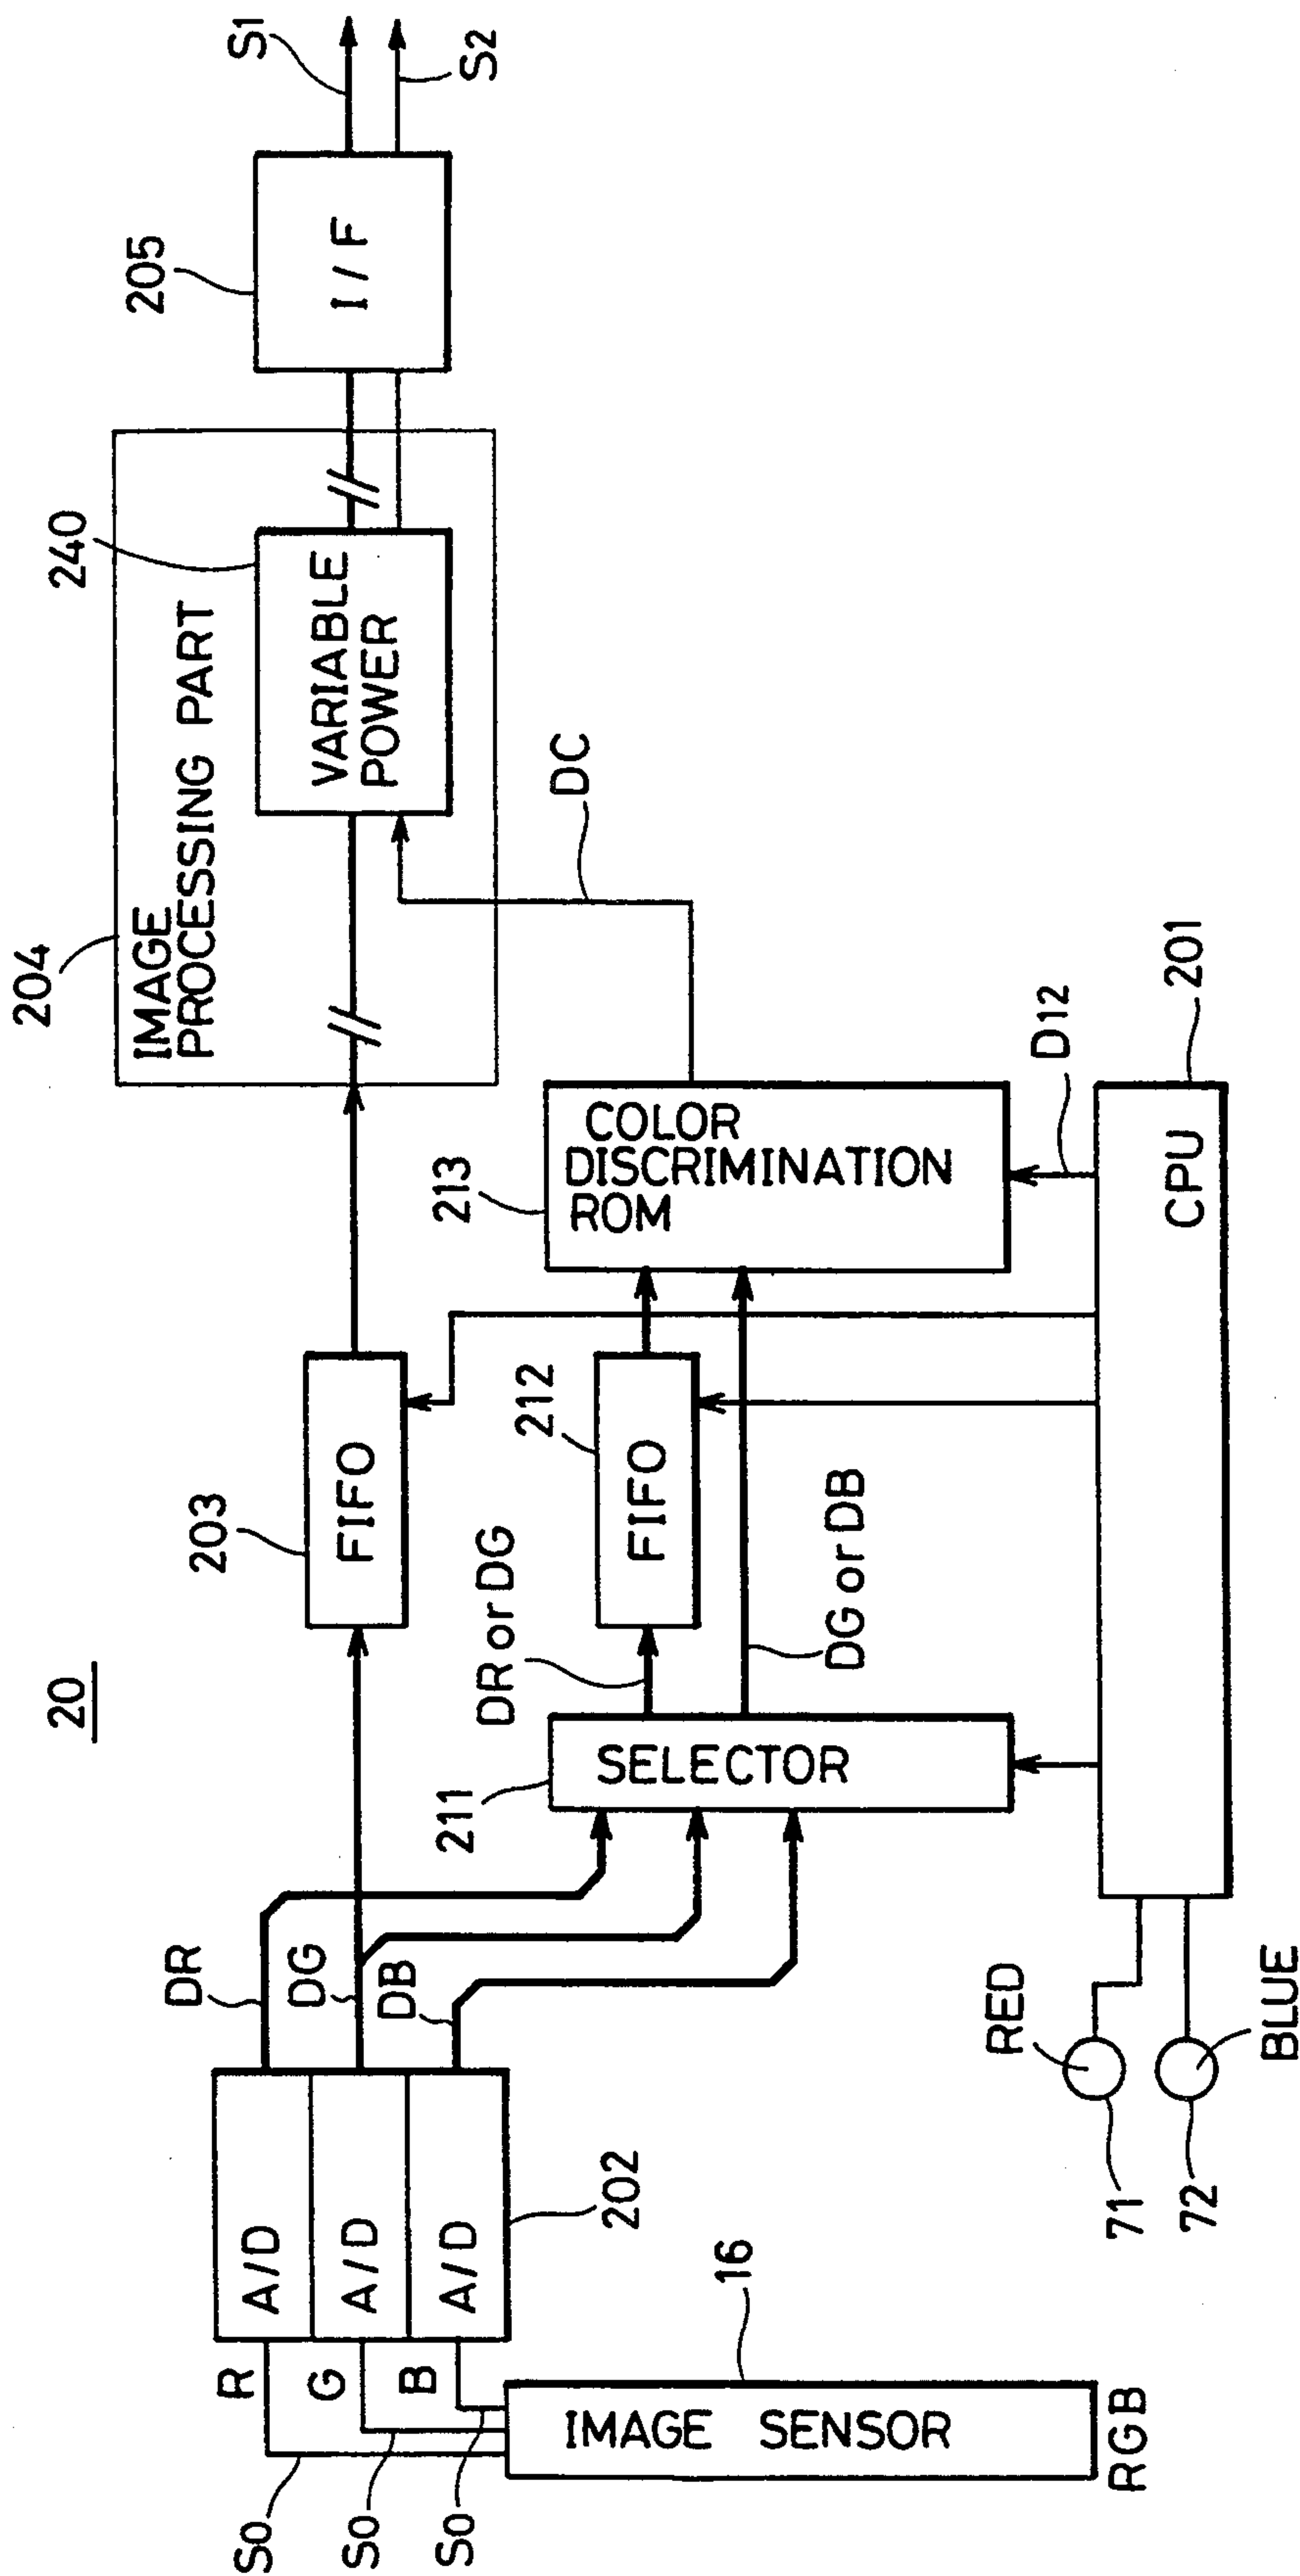 20
S0
S0
S0
R
G
B
A/D
A/D
A/D
202
IMAGE SENSOR
16
RGB
DR
DG
DB
203
FIFO
204
IMAGE
PROCESSING PART
240
VARIABLE
POWER
205
I/F
S1
S2
211
SELECTOR
DR or DG
212
FIFO
DG or DB
213
COLOR
DISCRIMINATION
ROM
DC
D12
201
CPU
RED
71
72
BLUE